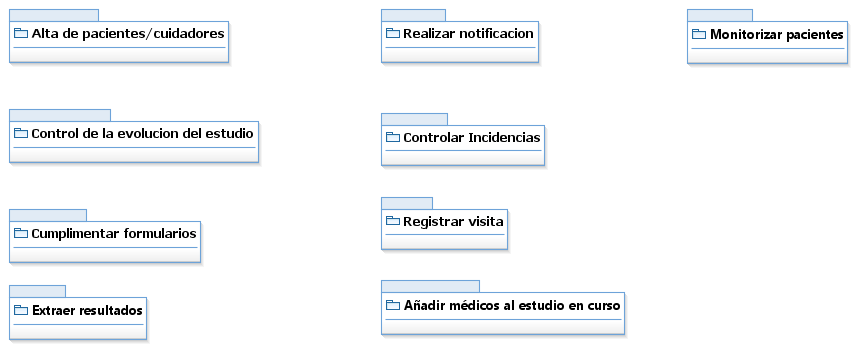 Alta de pacientes/cuidadores
Realizar notificacion
Monitorizar pacientes
Control de la evolucion del estudio
Controlar Incidencias
Cumplimentar formularios
Registrar visita
Extraer resultados
Añadir médicos al estudio en curso